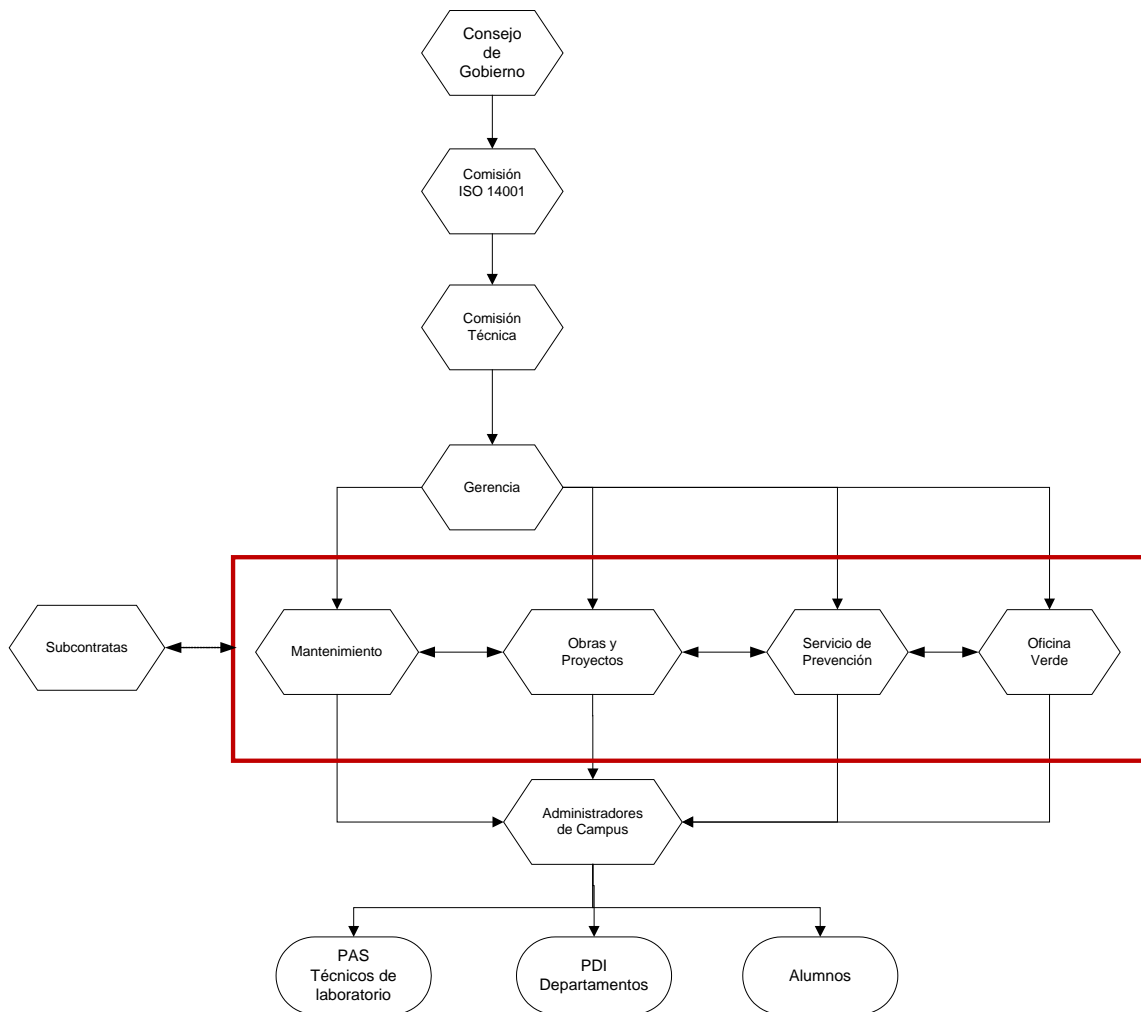 Consejo
de
Gobierno
Comisión
ISO 14001
Comisión
Técnica
Gerencia
Subcontratas
Mantenimiento
Obras y
Proyectos
Servicio de
Prevención
Oficina
Verde
Administradores
de Campus
PAS
Técnicos de
laboratorio
PDI
Departamentos
Alumnos